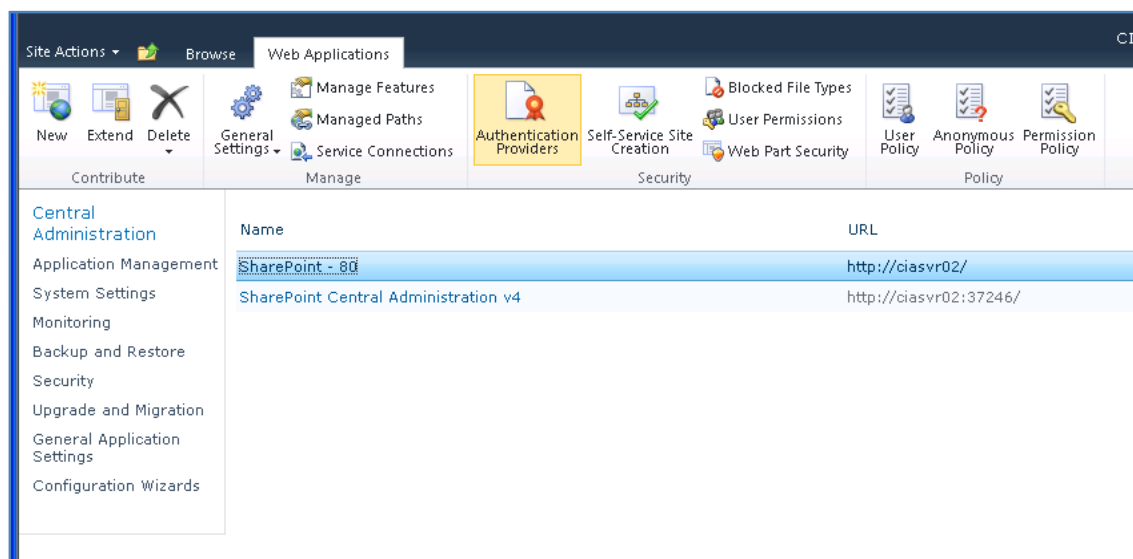 CI
Site Actions Browse Web Applications
New Extend Delete
Contribute
General Settings
Manage Features
Managed Paths
Service Connections
Manage
Authentication Providers
Self-Service Site Creation
Blocked File Types
User Permissions
Web Part Security
Security
User Policy
Anonymous Policy
Permission Policy
Policy
Central
Administration
Application Management
System Settings
Monitoring
Backup and Restore
Security
Upgrade and Migration
General Application
Settings
Configuration Wizards
Name URL
SharePoint - 80 http://ciasvr02/
SharePoint Central Administration v4 http://ciasvr02:37246/